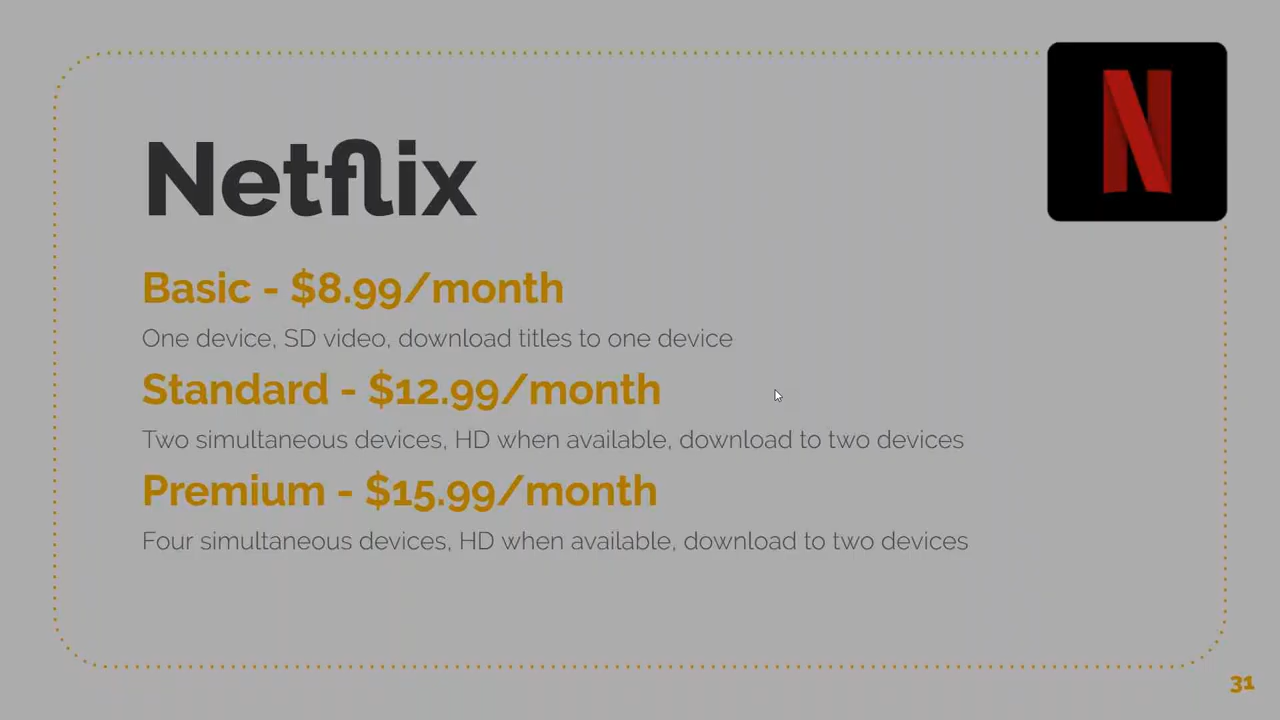 N
Netflix
Basic - $8.99/month
One device, SD video, download titles to one device
Standard - $12.99/month
Two simultaneous devices, HD when available, download to two devices
Premium - $15.99/month
Four simultaneous devices, HD when available, download to two devices
31